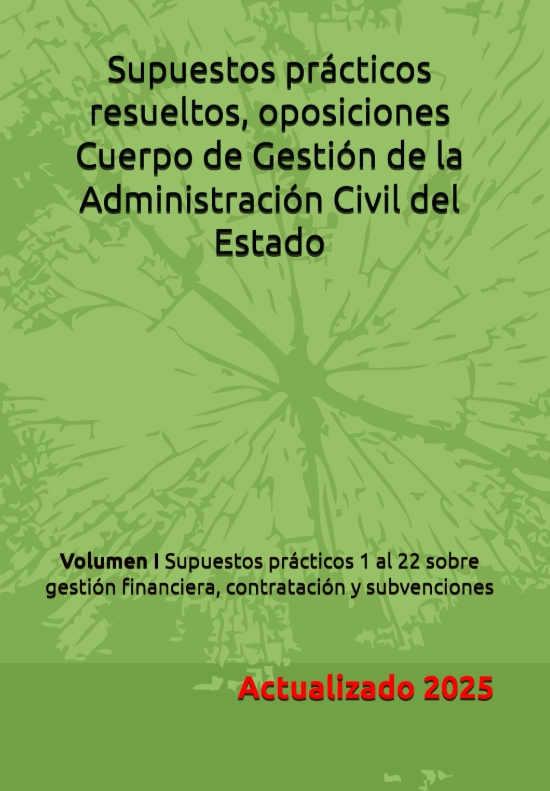 Supuestos prácticos
resueltos, oposiciones
Cuerpo de Gestión de la
Administración Civil del
Estado
Volumen I Supuestos prácticos 1 al 22 sobre
gestión financiera, contratación y subvenciones
Actualizado 2025